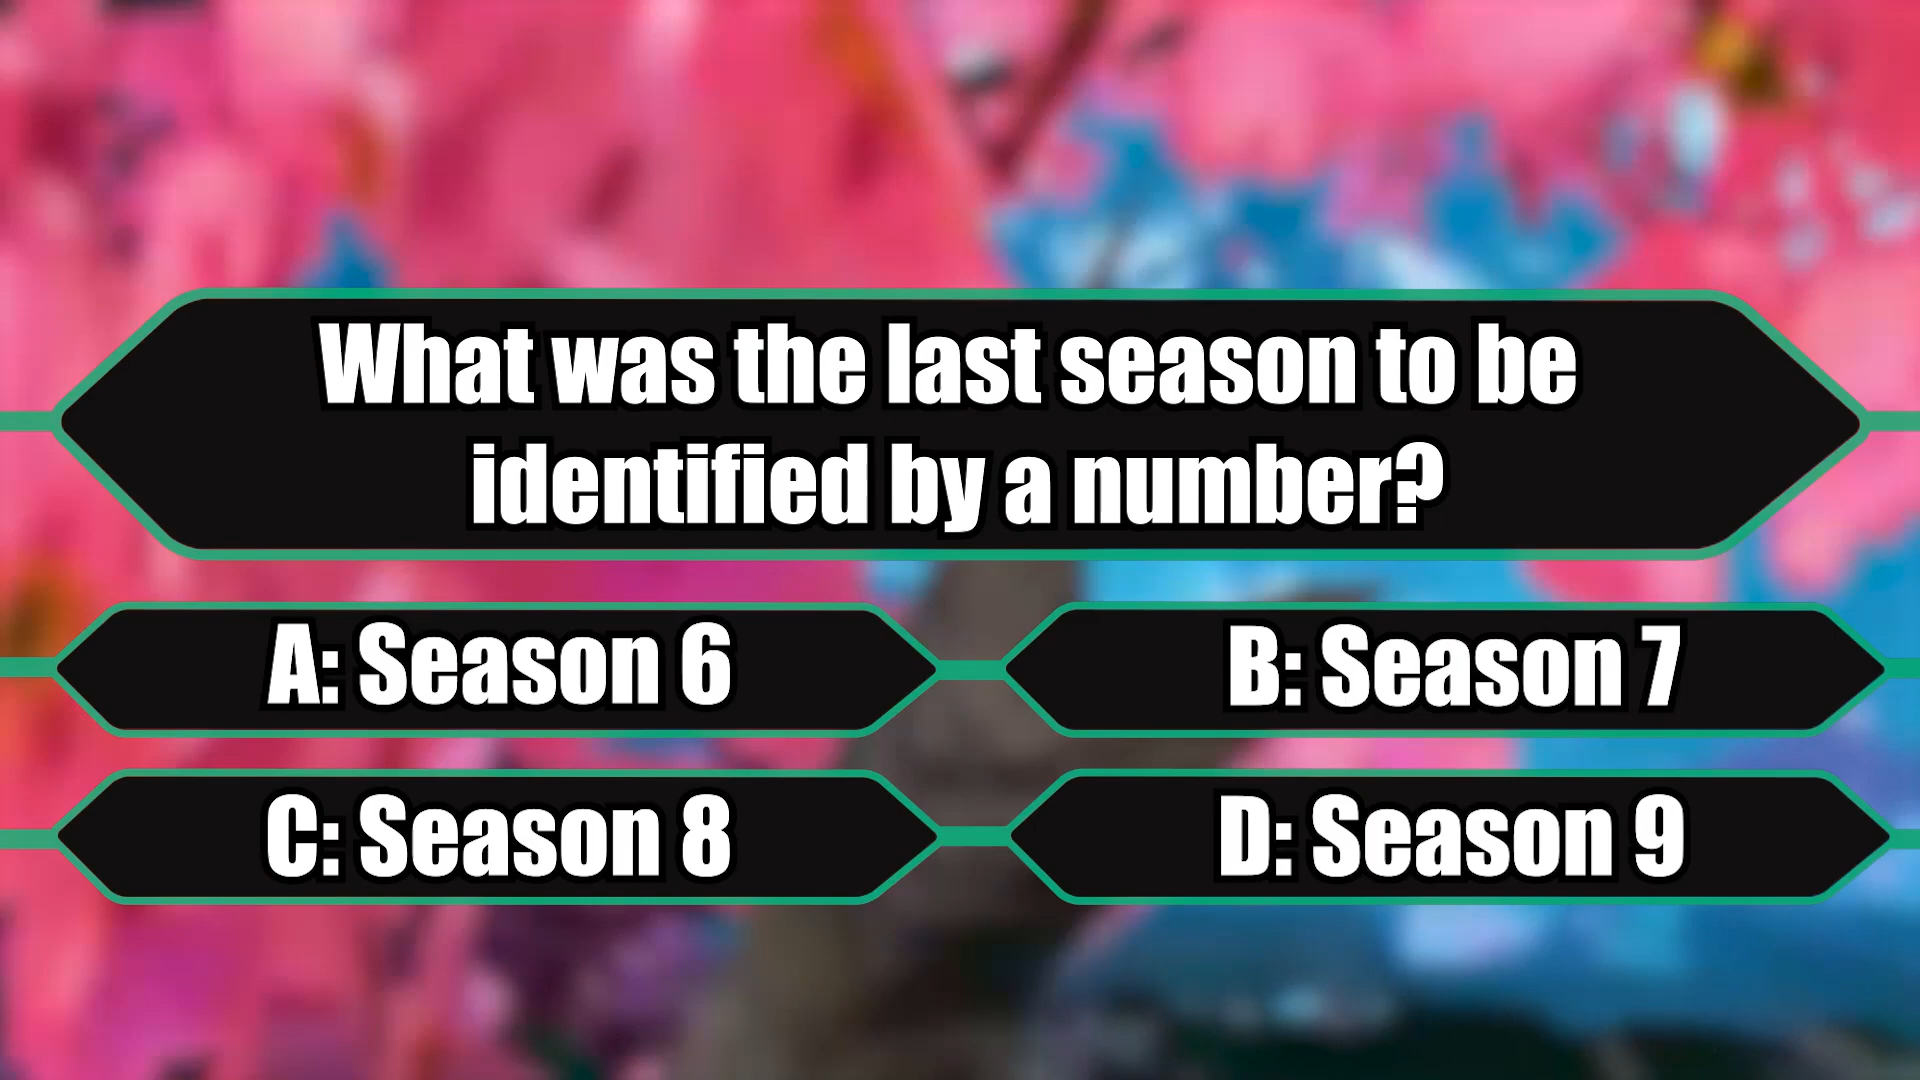 What was the last season to be
identified by a number?
A: Season 6
B: Season 7
C: Season 8
D: Season 9